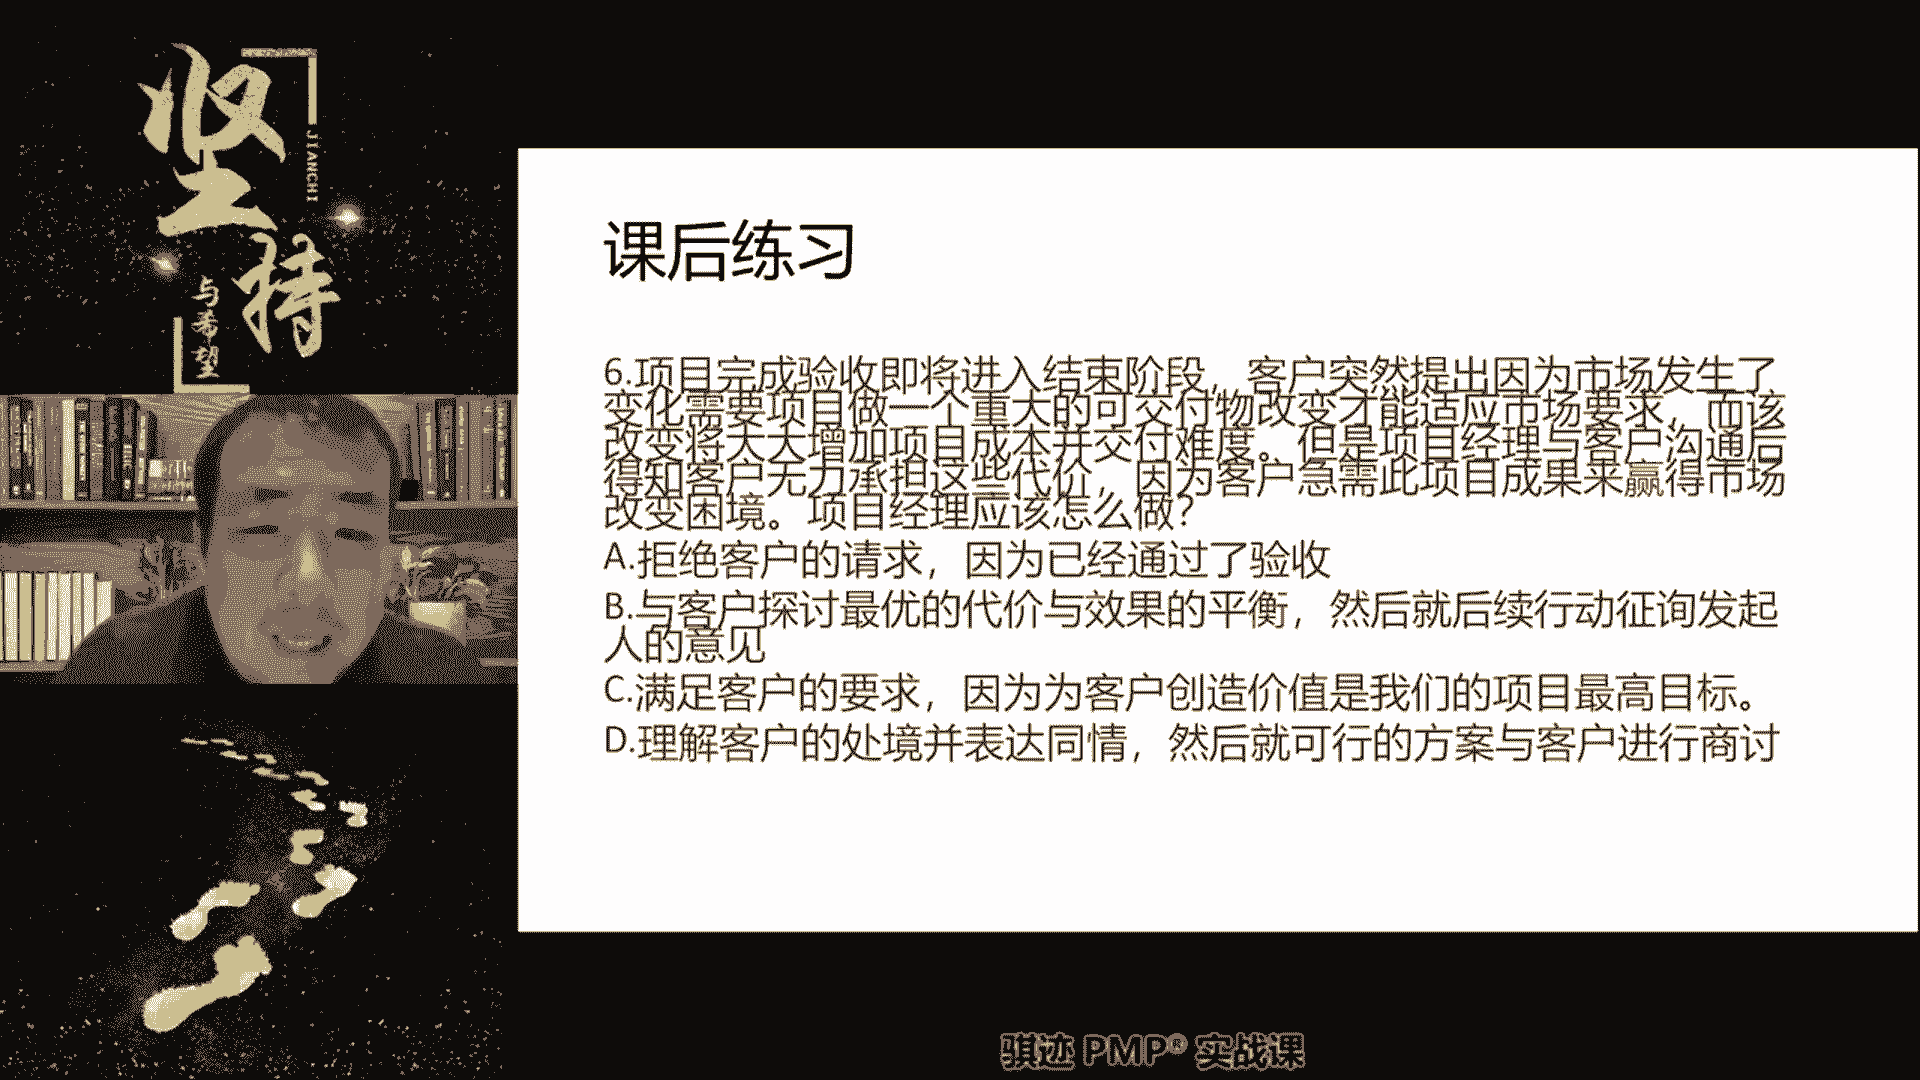 坚持
JIANCHI
与希望
课后练习
6.项目完成验收即将进入结束阶段，客户突然提出因为市场发生了
变化需要项目做一个重大的可交付物改变才能适应市场要求，而该
改变将大大增加项目成本并交付难度。但是项目经理与客户沟通后
得知客户无力承担这些代价，因为客户急需此项目成果来赢得市场
改变困境。项目经理应该怎么做？
A.拒绝客户的请求，因为已经通过了验收
B.与客户探讨最优的代价与效果的平衡，然后就后续行动征询发起
人的意见
C.满足客户的要求，因为为客户创造价值是我们的项目最高目标。
D.理解客户的处境并表达同情，然后就可行的方案与客户进行商讨
骐迹 PMP® 实战课